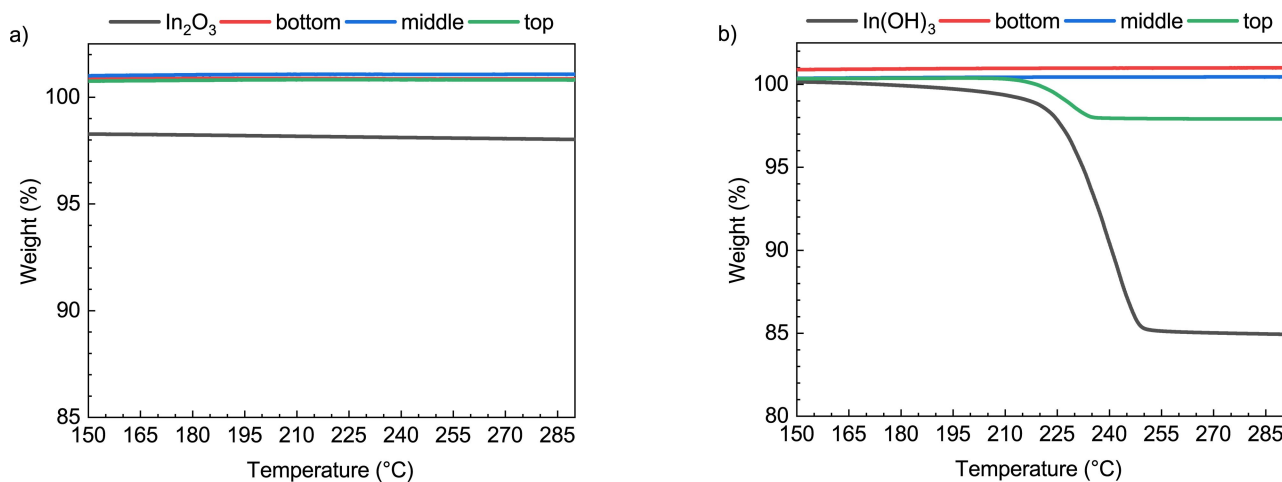 a)
In₂O₃ bottom middle top
100
95
90
85
150 165 180 195 210 225 240 255 270 285
Weight (%)
Temperature (°C)
b)
In(OH)₃ bottom middle top
100
95
90
85
80
150 165 180 195 210 225 240 255 270 285
Weight (%)
Temperature (°C)